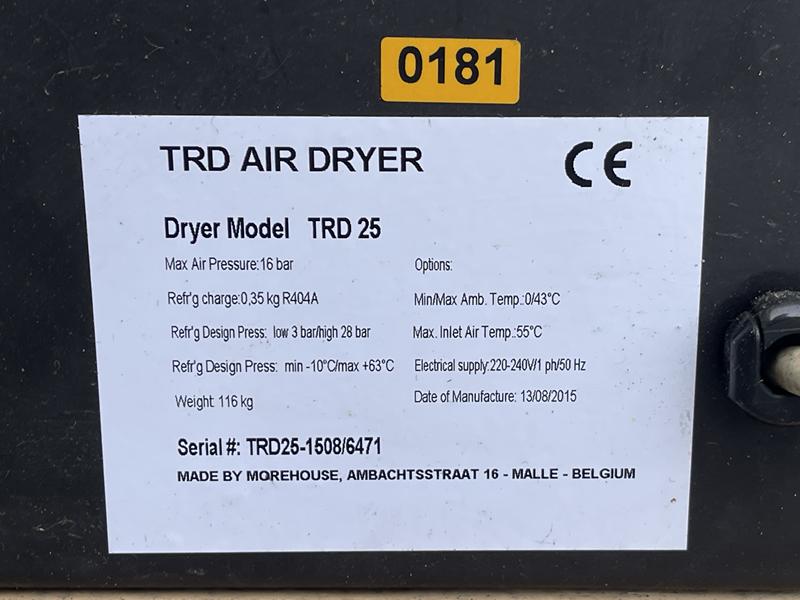 0181
TRD AIR DRYER CE
Dryer Model TRD 25
Max Air Pressure:16 bar Options:
Refr'g charge:0,35 kg R404A Min/Max Amb. Temp.:0/43°C
Refr'g Design Press: low 3 bar/high 28 bar Max. Inlet Air Temp.:55°C
Refr'g Design Press: min -10°C/max +63°C Electrical supply:220-240V/1 ph/50 Hz
Weight: 116 kg Date of Manufacture: 13/08/2015
Serial #: TRD25-1508/6471
MADE BY MOREHOUSE, AMBACHTSSTRAAT 16 - MALLE - BELGIUM